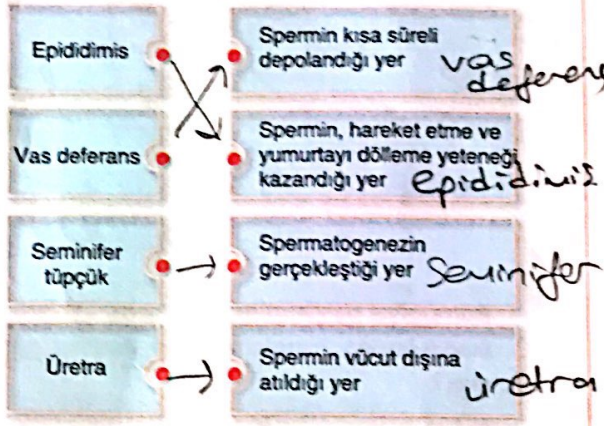 Epididimis
Spermin kısa süreli
depolandığı yer
vas
deferens
Vas deferans
Spermin, hareket etme ve
yumurtayı dölleme yeteneği
kazandığı yer
epididimis
Seminifer
tüpçük
Spermatogenezin
gerçekleştiği yer
Seminifer
Üretra
Spermin vücut dışına
atıldığı yer
üretra